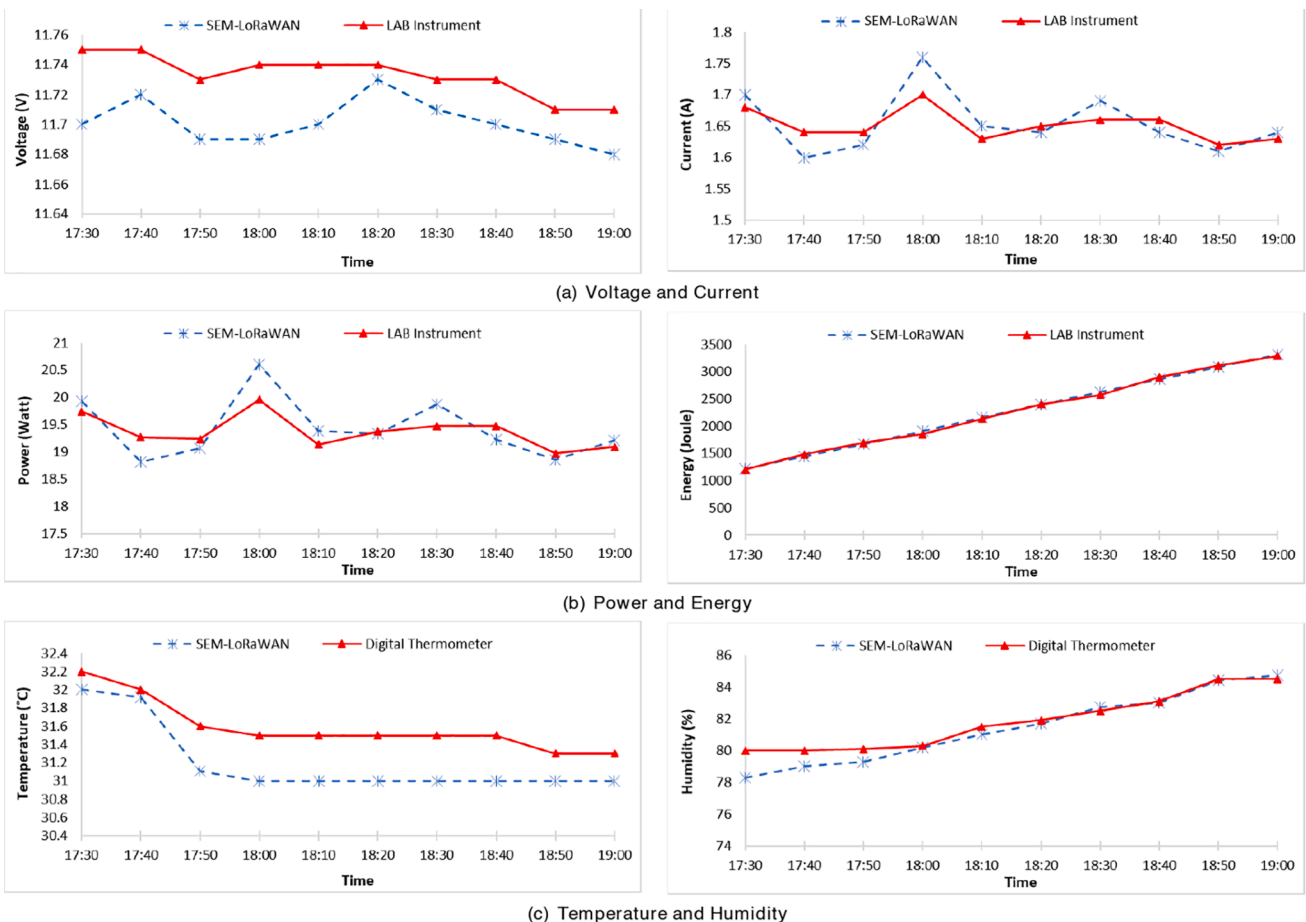 SEM-LoRaWAN LAB Instrument
Voltage (V)
11.76
11.74
11.72
11.7
11.68
11.66
11.64
17:30 17:40 17:50 18:00 18:10 18:20 18:30 18:40 18:50 19:00
Time
SEM-LoRaWAN LAB Instrument
Current (A)
1.8
1.75
1.7
1.65
1.6
1.55
1.5
17:30 17:40 17:50 18:00 18:10 18:20 18:30 18:40 18:50 19:00
Time
(a) Voltage and Current
SEM-LoRaWAN LAB Instrument
Power (Watt)
21
20.5
20
19.5
19
18.5
18
17.5
17:30 17:40 17:50 18:00 18:10 18:20 18:30 18:40 18:50 19:00
Time
SEM-LoRaWAN LAB Instrument
Energy (Joule)
3500
3000
2500
2000
1500
1000
500
0
17:30 17:40 17:50 18:00 18:10 18:20 18:30 18:40 18:50 19:00
Time
(b) Power and Energy
SEM-LoRaWAN Digital Thermometer
Temperature (°C)
32.4
32.2
32
31.8
31.6
31.4
31.2
31
30.8
30.6
30.4
17:30 17:40 17:50 18:00 18:10 18:20 18:30 18:40 18:50 19:00
Time
SEM-LoRaWAN Digital Thermometer
Humidity (%)
86
84
82
80
78
76
74
17:30 17:40 17:50 18:00 18:10 18:20 18:30 18:40 18:50 19:00
Time
(c) Temperature and Humidity